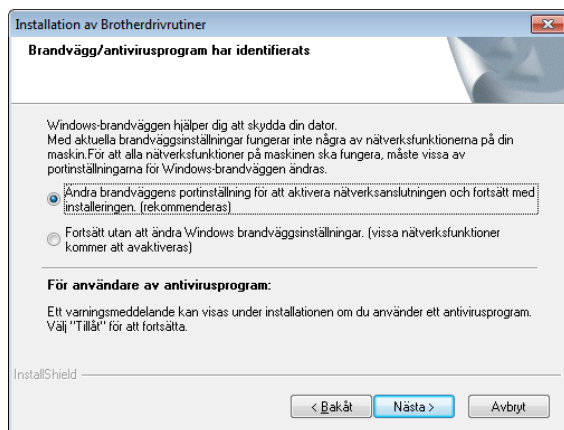 Installation av Brotherdrivrutiner
Brandvägg/antivirusprogram har identifierats
Windows-brandväggen hjälper dig att skydda din dator.
Med aktuella brandväggsinställningar fungerar inte några av nätverksfunktionerna på din
maskin.För att alla nätverksfunktioner på maskinen ska fungera, måste vissa av
portinställningarna för Windows-brandväggen ändras.
Ändra brandväggens portinställning för att aktivera nätverksanslutningen och fortsätt med
installeringen. (rekommenderas)
Fortsätt utan att ändra Windows brandväggsinställningar. (vissa nätverksfunktioner
kommer att avaktiveras)
För användare av antivirusprogram:
Ett varningsmeddelande kan visas under installationen om du använder ett antivirusprogram.
Välj "Tillåt" för att fortsätta.
InstallShield
< Bakåt
Nästa >
Avbryt